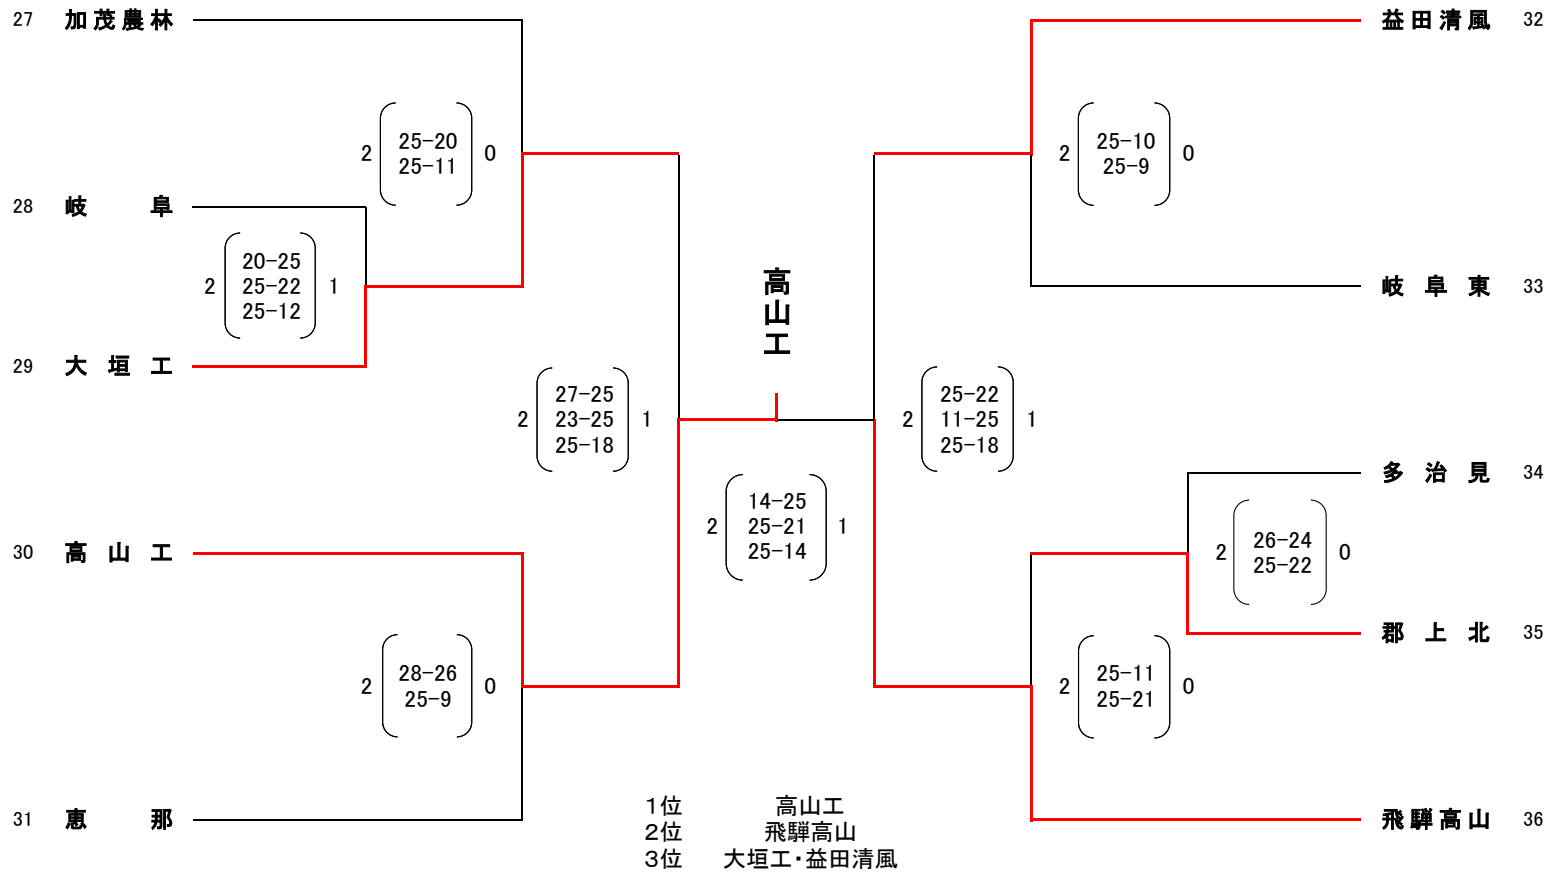 27 加茂農林
2 25-20 0
25-11
28 岐阜
2 20-25 1
25-22
25-12
29 大垣工
2 27-25 1
23-25
25-18
30 高山工
2 28-26 0
25-9
31 恵那
高山工
2 14-25 1
25-21
25-14
益田清風 32
2 25-10 0
25-9
岐阜東 33
2 25-22 1
11-25
25-18
多治見 34
2 26-24 0
25-22
郡上北 35
2 25-11 0
25-21
飛騨高山 36
1位 高山工
2位 飛騨高山
3位 大垣工・益田清風